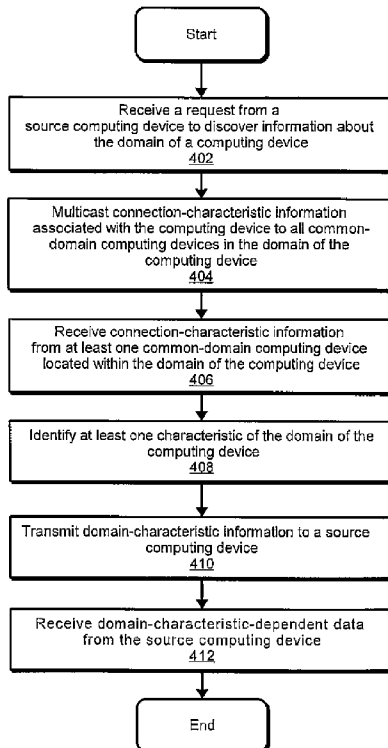 Start
Receive a request from a
source computing device to discover information about
the domain of a computing device
402
Multicast connection-characteristic information
associated with the computing device to all common-
domain computing devices in the domain of the
computing device
404
Receive connection-characteristic information
from at least one common-domain computing device
located within the domain of the computing device
406
Identify at least one characteristic of the domain of the
computing device
408
Transmit domain-characteristic information to a source
computing device
410
Receive domain-characteristic-dependent data
from the source computing device
412
End